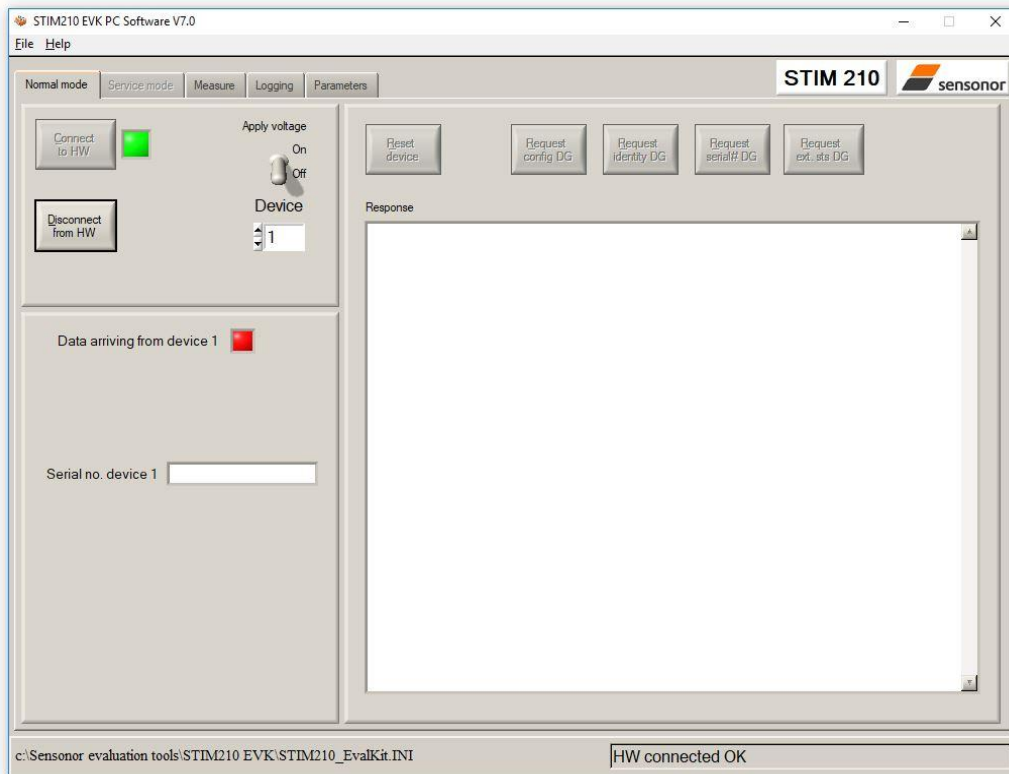 STIM210 EVK PC Software V7.0
File Help
Normal mode
Service mode
Measure
Logging
Parameters
STIM 210
sensonor
Connect
to HW
Apply voltage
On
Off
Disconnect
from HW
Device
1
Reset
device
Request
config DG
Request
identity DG
Request
serial# DG
Request
ext. sts DG
Response
Data arriving from device 1
Serial no. device 1
c:\Sensonor evaluation tools\STIM210 EVK\STIM210_EvalKit.INI
HW connected OK